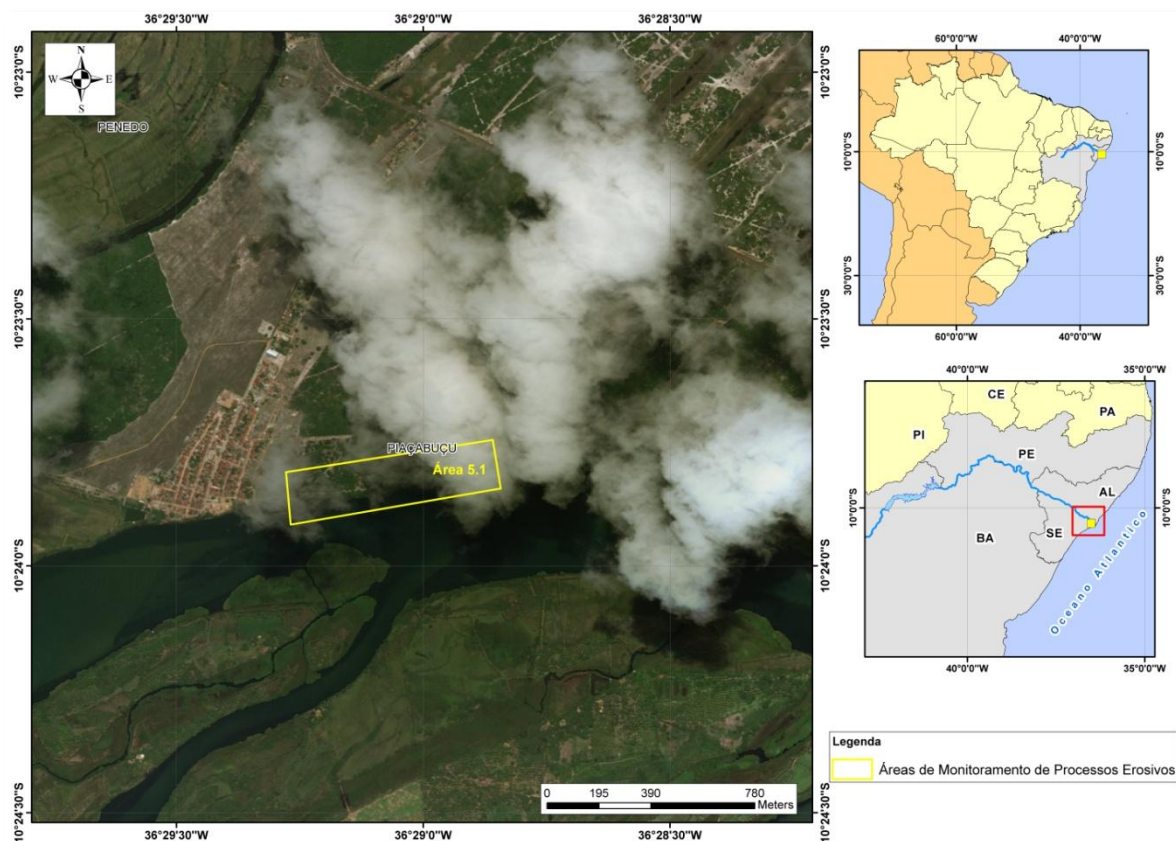 36°29'30"W
36°29'0"W
36°28'30"W
10°23'0"S
10°23'0"S
10°23'30"S
10°23'30"S
10°24'0"S
10°24'0"S
10°24'30"S
10°24'30"S
N
W
E
S
PENEDO
PIAÇABUÇU
Área 5.1
0
195
390
780
Meters
36°29'30"W
36°29'0"W
36°28'30"W
60°0'0"W
40°0'0"W
10°0'0"S
10°0'0"S
30°0'0"S
30°0'0"S
60°0'0"W
40°0'0"W
40°0'0"W
35°0'0"W
CE
PA
PI
PE
AL
10°0'0"S
10°0'0"S
SE
BA
Oceano Atlantico
40°0'0"W
35°0'0"W
Legenda
Áreas de Monitoramento de Processos Erosivos